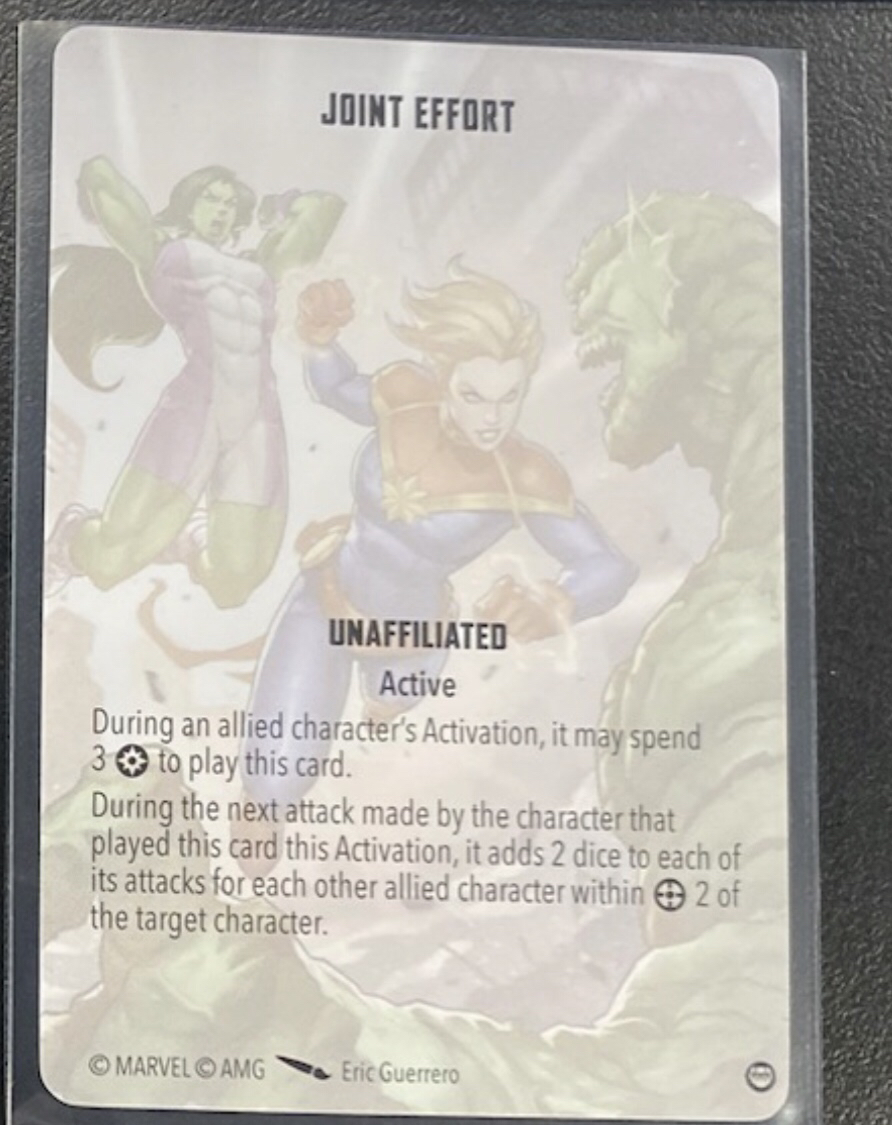 JOINT EFFORT
UNAFFILIATED
Active
During an allied character's Activation, it may spend
3 to play this card.
During the next attack made by the character that
played this card this Activation, it adds 2 dice to each of
its attacks for each other allied character within 2 of
the target character.
© MARVEL © AMG Eric Guerrero